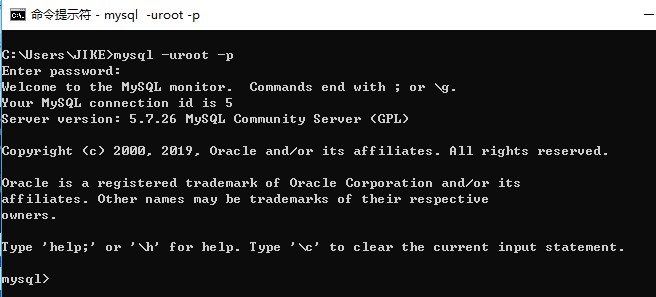 命令提示符 - mysql  -uroot -p
C:\Users\JIKE>mysql -uroot -p
Enter password:
Welcome to the MySQL monitor.  Commands end with ; or \g.
Your MySQL connection id is 5
Server version: 5.7.26 MySQL Community Server (GPL)
Copyright (c) 2000, 2019, Oracle and/or its affiliates. All rights reserved.
Oracle is a registered trademark of Oracle Corporation and/or its
affiliates. Other names may be trademarks of their respective
owners.
Type 'help;' or '\h' for help. Type '\c' to clear the current input statement.
mysql>